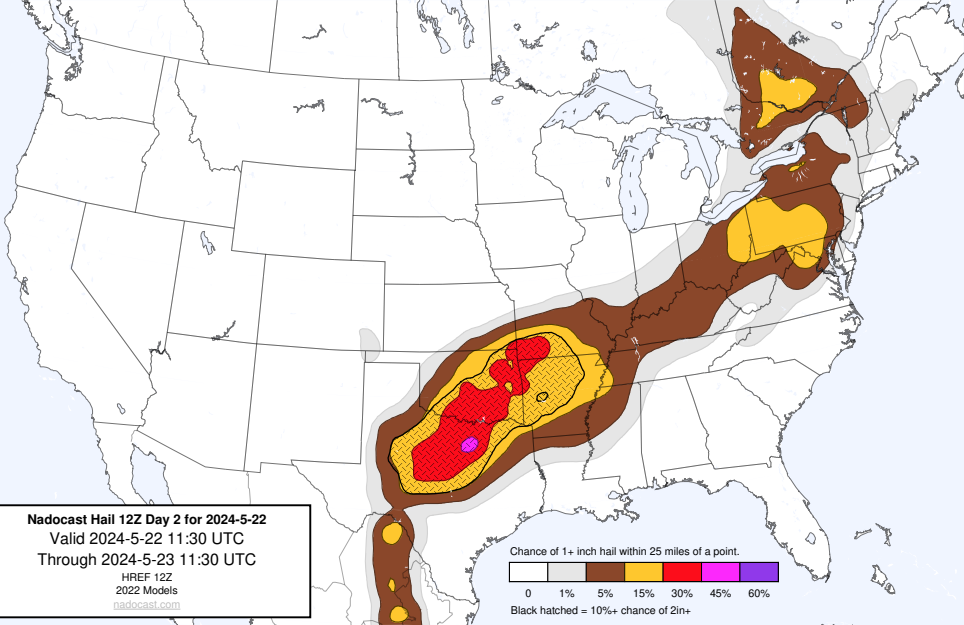 Nadocast Hail 12Z Day 2 for 2024-5-22
Valid 2024-5-22 11:30 UTC
Through 2024-5-23 11:30 UTC
HREF 12Z
2022 Models
nadocast.com
Chance of 1+ inch hail within 25 miles of a point.
0 1% 5% 15% 30% 45% 60%
Black hatched = 10%+ chance of 2in+